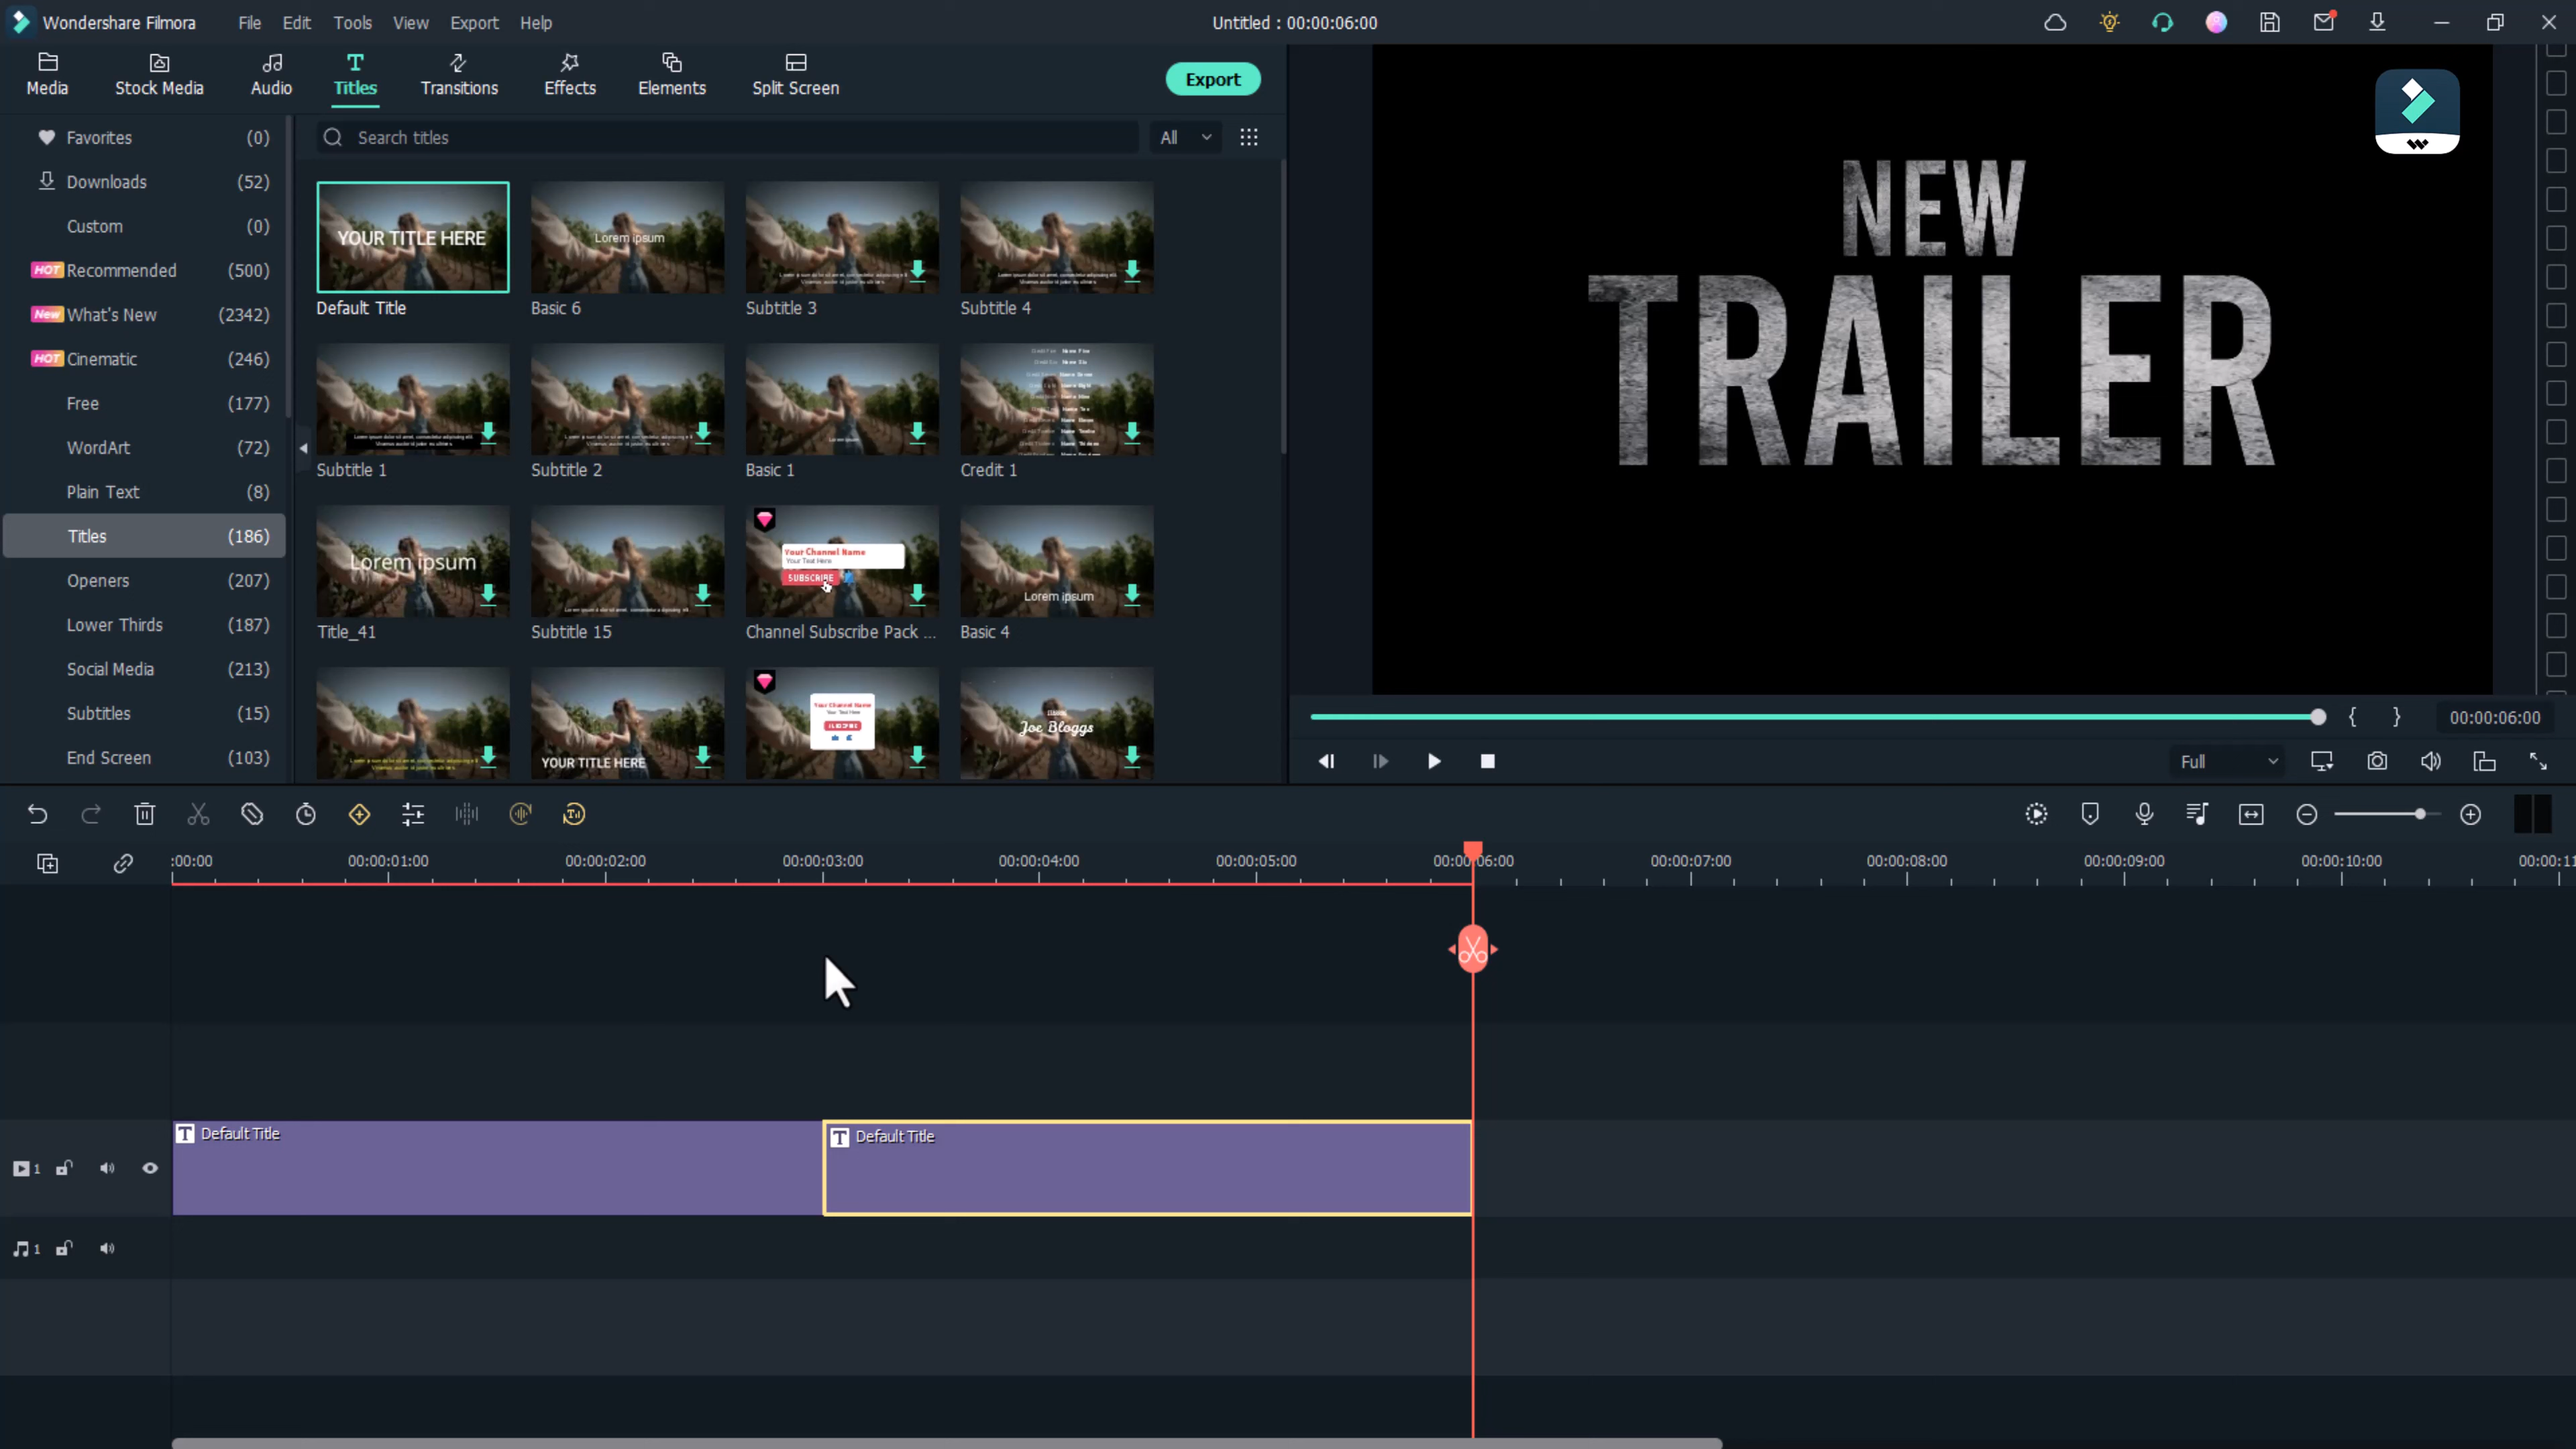 Wondershare Filmora
File Edit Tools View Export Help
Untitled : 00:00:06:00
Media Stock Media Audio Titles Transitions Effects Elements Split Screen
Export
Favorites (0)
Downloads (52)
Custom (0)
HOT Recommended (500)
New What's New (2342)
HOT Cinematic (246)
Free (177)
WordArt (72)
Plain Text (8)
Titles (186)
Openers (207)
Lower Thirds (187)
Social Media (213)
Subtitles (15)
End Screen (103)
Search titles All
YOUR TITLE HERE
Lorem ipsum
Default Title Basic 6 Subtitle 3 Subtitle 4
Subtitle 1 Subtitle 2 Basic 1 Credit 1
Lorem ipsum
Your Channel Name
Your Text Here
SUBSCRIBE
Lorem ipsum
Title_41 Subtitle 15 Channel Subscribe Pack ... Basic 4
YOUR TITLE HERE
Your Channel Name
Your Text Here
Joe Bloggs
NEW
TRAILER
{ } 00:00:06:00
Full
:00:00 00:00:01:00 00:00:02:00 00:00:03:00 00:00:04:00 00:00:05:00 00:00:06:00 00:00:07:00 00:00:08:00 00:00:09:00 00:00:10:00 00:00:11
T Default Title
T Default Title
1
1